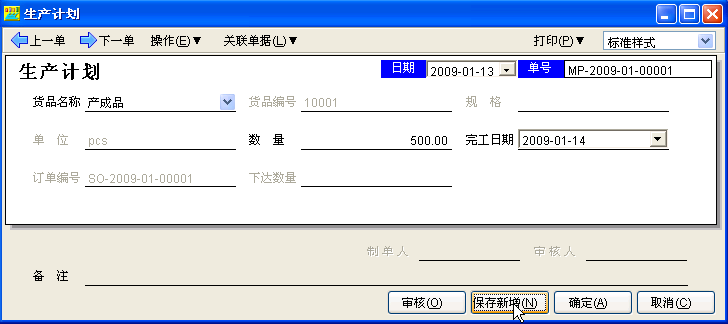 生产计划
上一单 下一单 操作(E)▼ 关联单据(L)▼ 打印(P)▼ 标准样式
生产计划 日期 2009-01-13 单号 MP-2009-01-00001
货品名称 产成品 货品编号 10001 规 格
单 位 pcs 数 量 500.00 完工日期 2009-01-14
订单编号 SO-2009-01-00001 下达数量
制单人 审核人
备 注
审核(O) 保存新增(N) 确定(A) 取消(C)